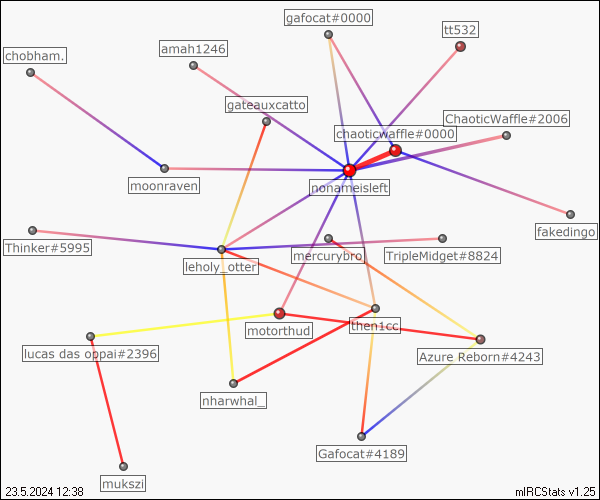 gafocat#0000
tt532
amah1246
chobham.
gateauxcatto
ChaoticWaffle#2006
chaoticwaffle#0000
moonraven
nonameisleft
fakedingo
Thinker#5995
mercurybro_
TripleMidget#8824
leholy_otter
motorthud
then1cc
lucas das oppai#2396
Azure Reborn#4243
nharwhal_
Gafocat#4189
mukszi
23.5.2024 12:38
mIRCStats v1.25